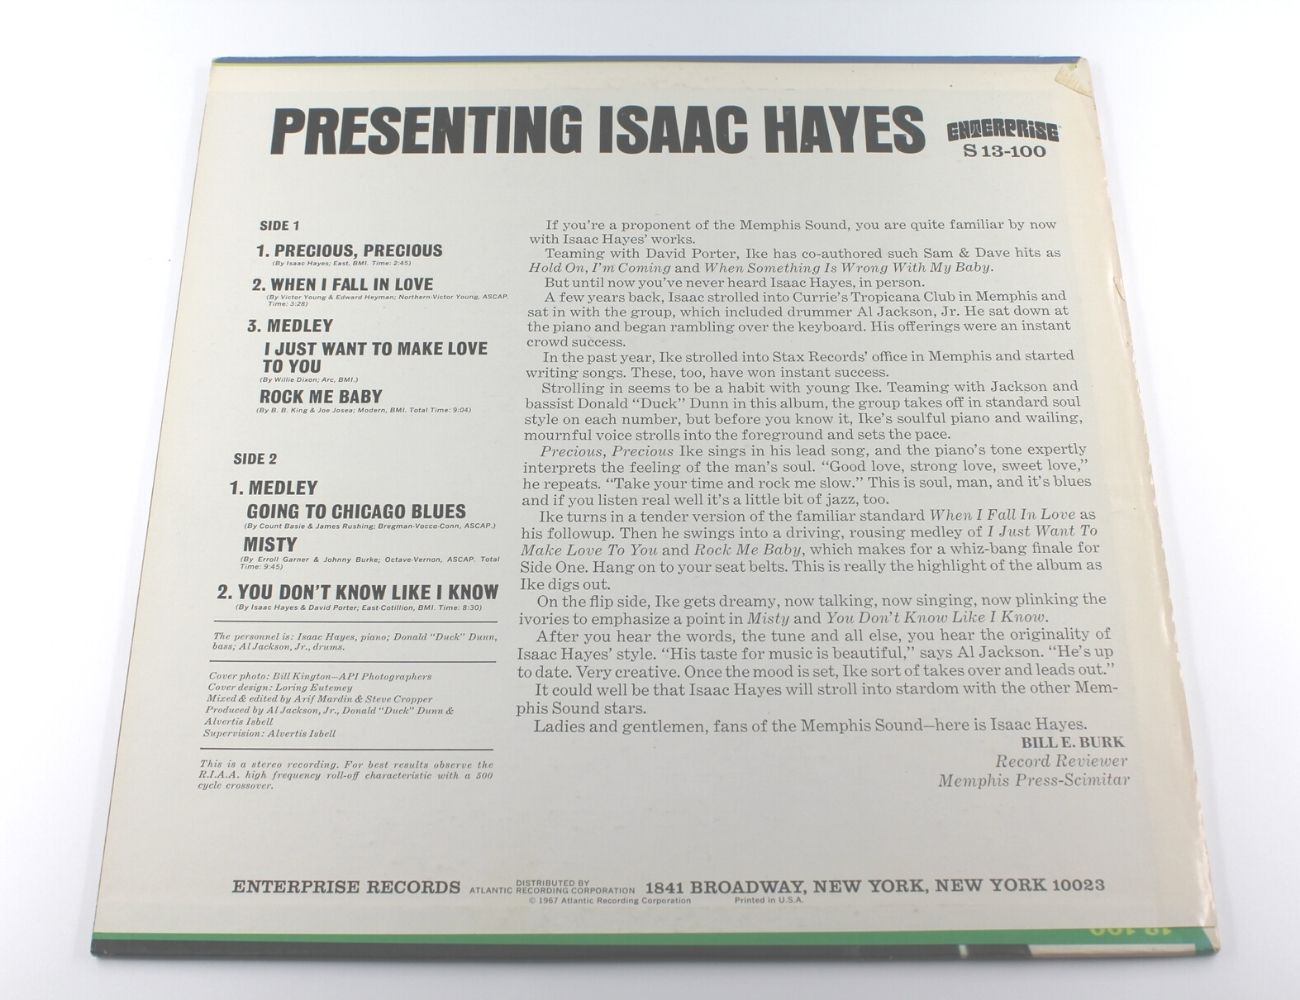 PRESENTING ISAAC HAYES
ENTERPRISE
S 13-100
SIDE 1
1. PRECIOUS, PRECIOUS
(By Isaac Hayes; East, BMI. Time: 2:45)
2. WHEN I FALL IN LOVE
(By Victor Young & Edward Heyman; Northern-Victor Young, ASCAP.
Time: 3:28)
3. MEDLEY
I JUST WANT TO MAKE LOVE
TO YOU
(By Willie Dixon; Arc, BMI.)
ROCK ME BABY
(By B. B. King & Joe Josea; Modern, BMI. Total Time: 9:04)
SIDE 2
1. MEDLEY
GOING TO CHICAGO BLUES
(By Count Basie & James Rushing; Bregman-Vocco-Conn, ASCAP.)
MISTY
(By Erroll Garner & Johnny Burke; Octave-Vernon, ASCAP. Total
Time: 9:45)
2. YOU DON'T KNOW LIKE I KNOW
(By Isaac Hayes & David Porter; East-Cotillion, BMI. Time: 8:30)
The personnel is: Isaac Hayes, piano; Donald "Duck" Dunn,
bass; Al Jackson, Jr., drums.
Cover photo: Bill Kington—API Photographers
Cover design: Loring Eutemey
Mixed & edited by Arif Mardin & Steve Cropper
Produced by Al Jackson, Jr., Donald "Duck" Dunn &
Alvertis Isbell
Supervision: Alvertis Isbell
This is a stereo recording. For best results observe the
R.I.A.A. high frequency roll-off characteristic with a 500
cycle crossover.
If you're a proponent of the Memphis Sound, you are quite familiar by now
with Isaac Hayes' works.
Teaming with David Porter, Ike has co-authored such Sam & Dave hits as
Hold On, I'm Coming and When Something Is Wrong With My Baby.
But until now you've never heard Isaac Hayes, in person.
A few years back, Isaac strolled into Currie's Tropicana Club in Memphis and
sat in with the group, which included drummer Al Jackson, Jr. He sat down at
the piano and began rambling over the keyboard. His offerings were an instant
crowd success.
In the past year, Ike strolled into Stax Records' office in Memphis and started
writing songs. These, too, have won instant success.
Strolling in seems to be a habit with young Ike. Teaming with Jackson and
bassist Donald "Duck" Dunn in this album, the group takes off in standard soul
style on each number, but before you know it, Ike's soulful piano and wailing,
mournful voice strolls into the foreground and sets the pace.
Precious, Precious Ike sings in his lead song, and the piano's tone expertly
interprets the feeling of the man's soul. "Good love, strong love, sweet love,"
he repeats. "Take your time and rock me slow." This is soul, man, and it's blues
and if you listen real well it's a little bit of jazz, too.
Ike turns in a tender version of the familiar standard When I Fall In Love as
his followup. Then he swings into a driving, rousing medley of I Just Want To
Make Love To You and Rock Me Baby, which makes for a whiz-bang finale for
Side One. Hang on to your seat belts. This is really the highlight of the album as
Ike digs out.
On the flip side, Ike gets dreamy, now talking, now singing, now plinking the
ivories to emphasize a point in Misty and You Don't Know Like I Know.
After you hear the words, the tune and all else, you hear the originality of
Isaac Hayes' style. "His taste for music is beautiful," says Al Jackson. "He's up
to date. Very creative. Once the mood is set, Ike sort of takes over and leads out."
It could well be that Isaac Hayes will stroll into stardom with the other Mem-
phis Sound stars.
Ladies and gentlemen, fans of the Memphis Sound—here is Isaac Hayes.
BILL E. BURK
Record Reviewer
Memphis Press-Scimitar
ENTERPRISE RECORDS DISTRIBUTED BY ATLANTIC RECORDING CORPORATION 1841 BROADWAY, NEW YORK, NEW YORK 10023
© 1967 Atlantic Recording Corporation Printed in U.S.A.